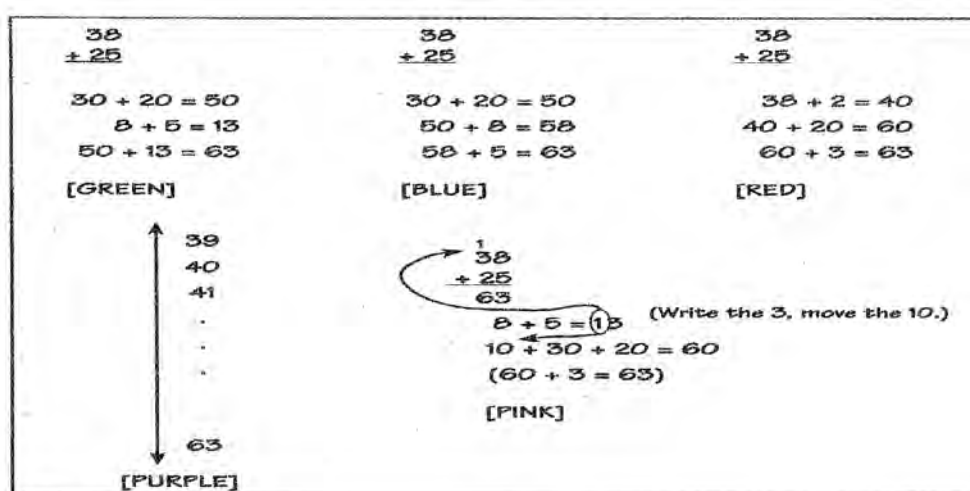 38
+ 25
30 + 20 = 50
8 + 5 = 13
50 + 13 = 63
[GREEN]
38
+ 25
30 + 20 = 50
50 + 8 = 58
58 + 5 = 63
[BLUE]
38
+ 25
38 + 2 = 40
40 + 20 = 60
60 + 3 = 63
[RED]
39
40
41
.
.
.
63
[PURPLE]
1
38
+ 25
63
8 + 5 = 13 (Write the 3, move the 10.)
10 + 30 + 20 = 60
(60 + 3 = 63)
[PINK]